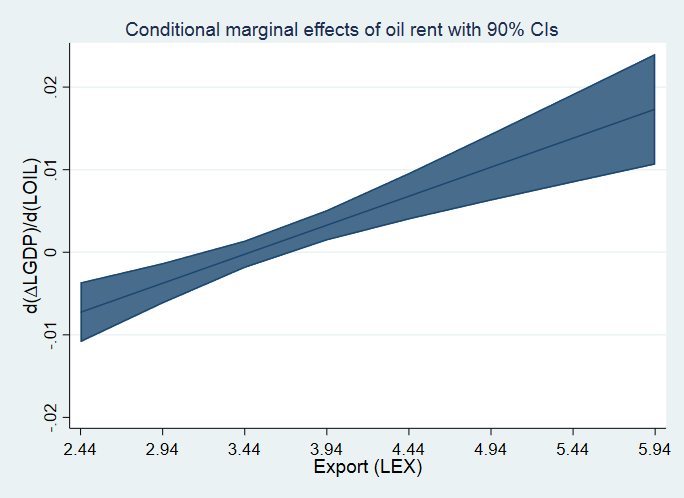 Conditional marginal effects of oil rent with 90% CIs
d(ΔLGDP)/d(LOIL)
.02
.01
0
-.01
-.02
2.44 2.94 3.44 3.94 4.44 4.94 5.44 5.94
Export (LEX)